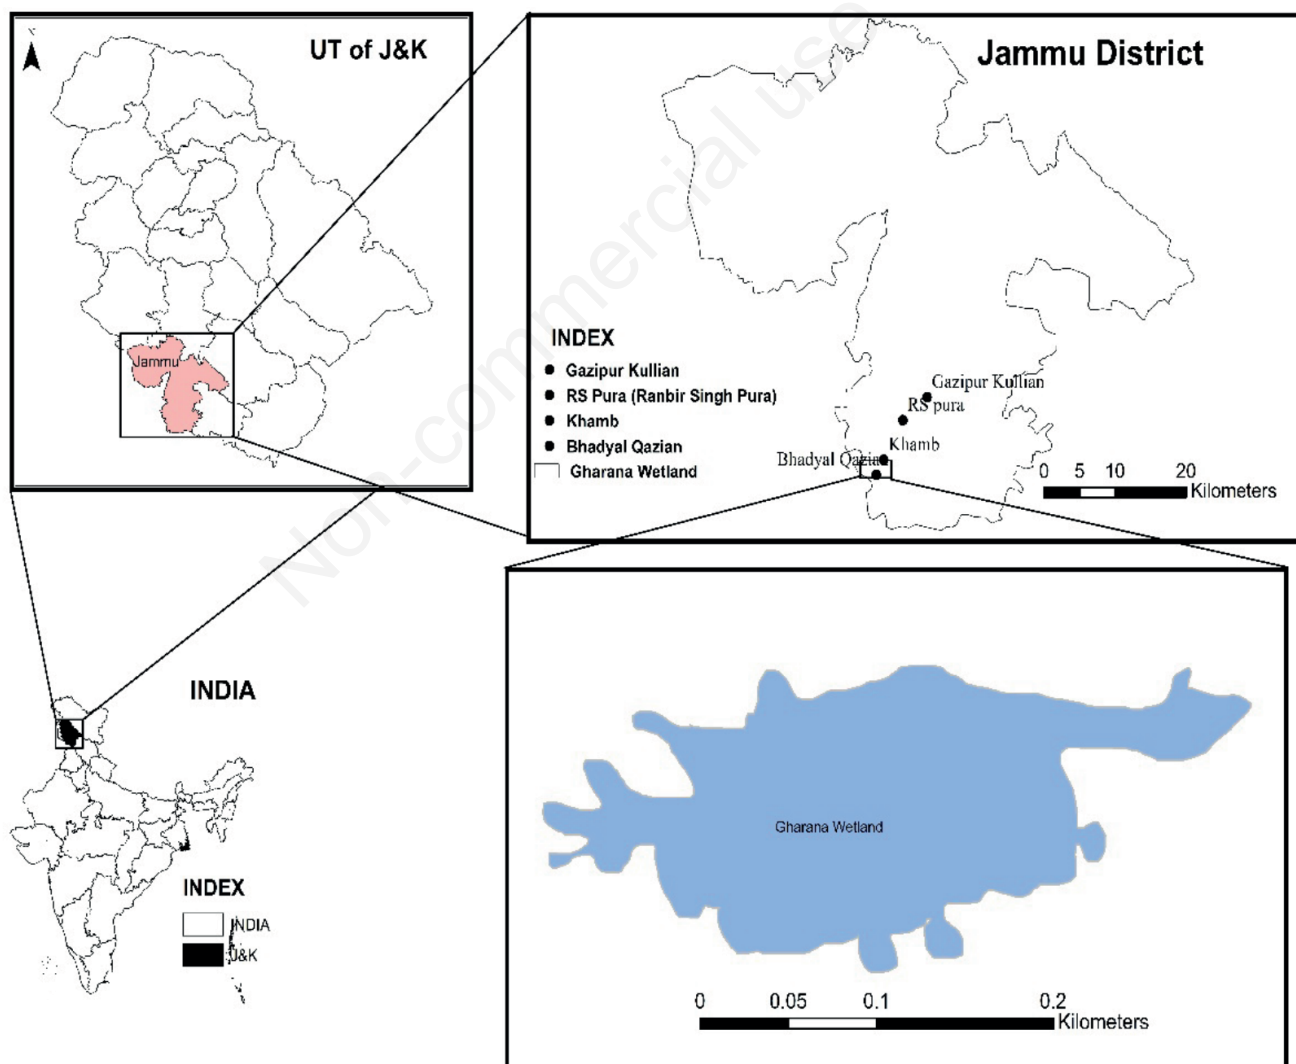 N
UT of J&K
Jammu
Jammu District
INDEX
Gazipur Kullian
RS Pura (Ranbir Singh Pura)
Khamb
Bhadyal Qazian
Gharana Wetland
Gazipur Kullian
RS pura
Khamb
Bhadyal Qazian
0 5 10 20
Kilometers
INDIA
INDEX
INDIA
J&K
Gharana Wetland
0 0.05 0.1 0.2
Kilometers
Non-commercial use